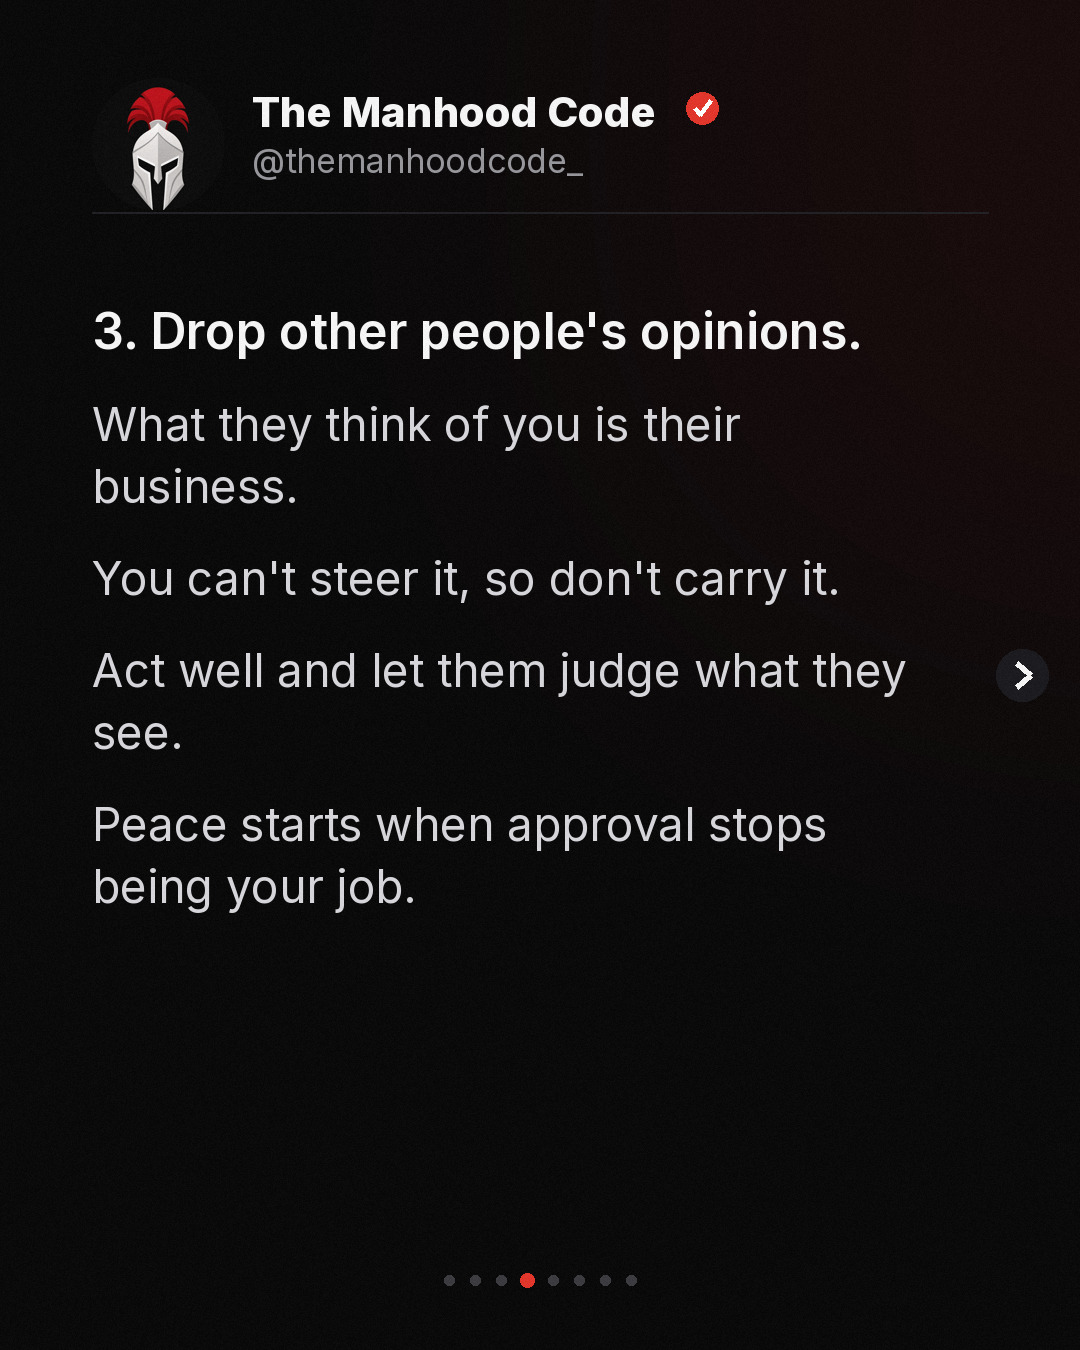 The Manhood Code
@themanhoodcode_
3. Drop other people's opinions.
What they think of you is their
business.
You can't steer it, so don't carry it.
Act well and let them judge what they
see.
Peace starts when approval stops
being your job.